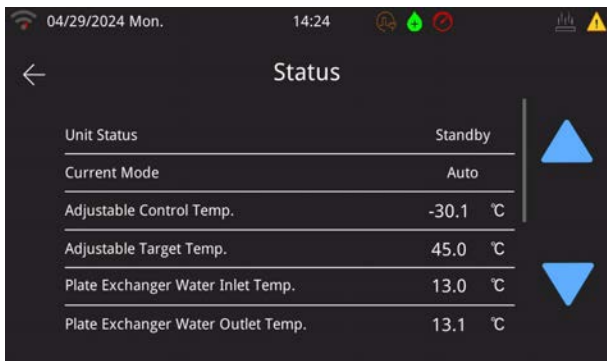 04/29/2024 Mon. 14:24
Status
Unit Status Standby
Current Mode Auto
Adjustable Control Temp. -30.1 ℃
Adjustable Target Temp. 45.0 ℃
Plate Exchanger Water Inlet Temp. 13.0 ℃
Plate Exchanger Water Outlet Temp. 13.1 ℃